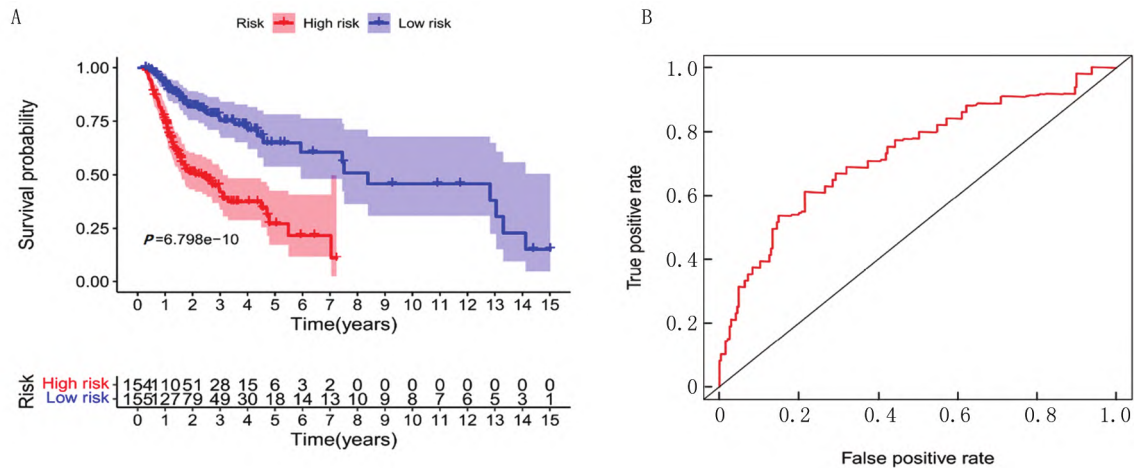 A
Risk High risk Low risk
Survival probability
1.00
0.75
0.50
0.25
0.00
P=6.798e−10
0 1 2 3 4 5 6 7 8 9 10 11 12 13 14 15
Time(years)
Risk
High risk 154 110 51 28 15 6 3 2 0 0 0 0 0 0 0 0
Low risk 155 127 79 49 30 18 14 13 10 9 8 7 6 5 3 1
0 1 2 3 4 5 6 7 8 9 10 11 12 13 14 15
Time(years)
B
True positive rate
1.0
0.8
0.6
0.4
0.2
0
0 0.2 0.4 0.6 0.8 1.0
False positive rate